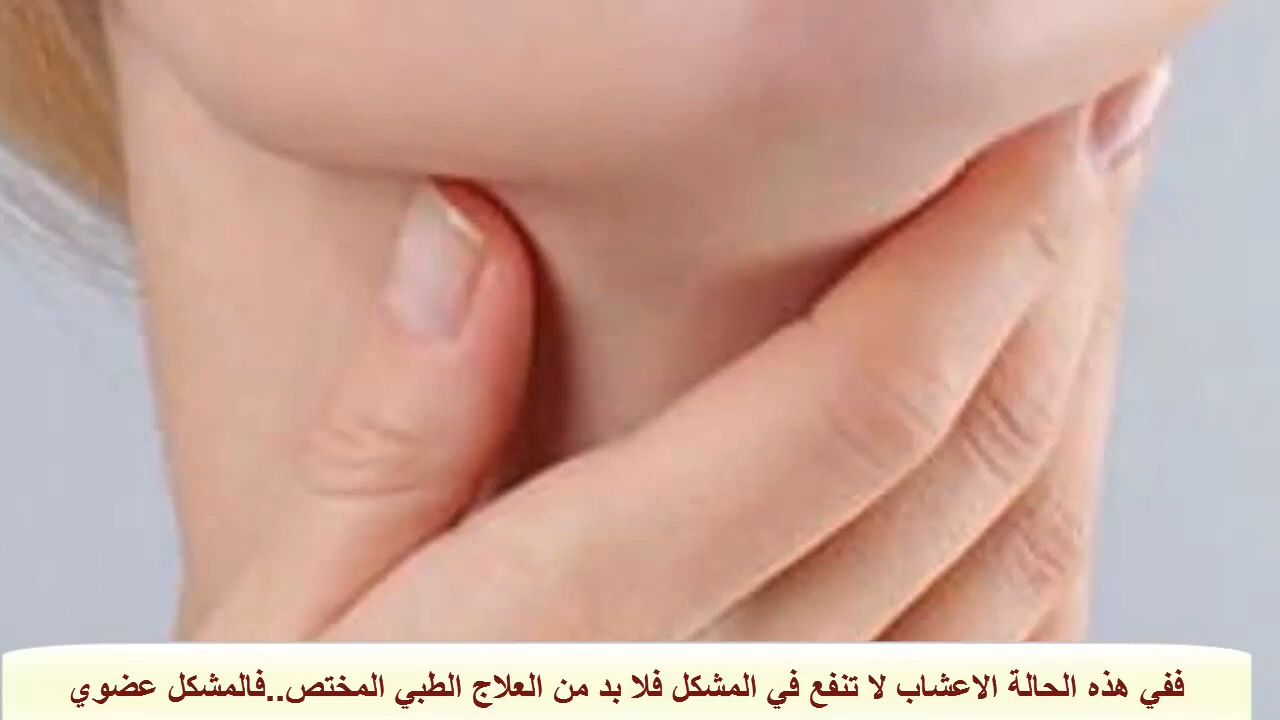 ففي هذه الحالة الاعشاب لا تنفع في المشكل فلا بد من العلاج الطبي المختص..فالمشكل عضوي